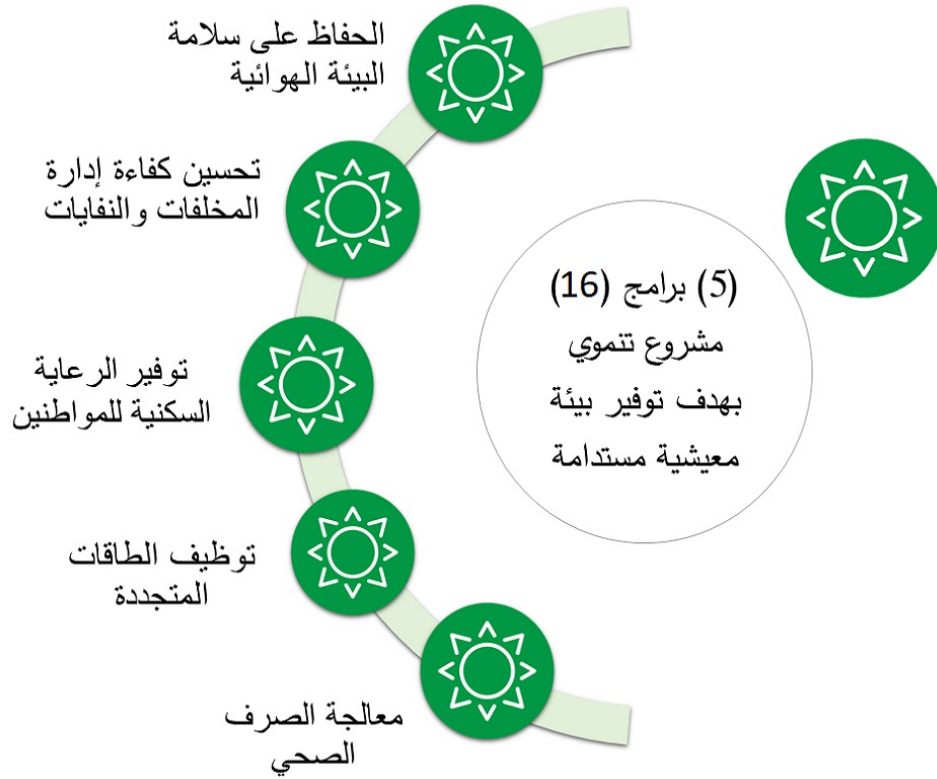 (5) برامج (16)
مشروع تنموي
بهدف توفير بيئة
معيشية مستدامة
الحفاظ على سلامة
البيئة الهوائية
تحسين كفاءة إدارة
المخلفات والنفايات
توفير الرعاية
السكنية للمواطنين
توظيف الطاقات
المتجددة
معالجة الصرف
الصحي